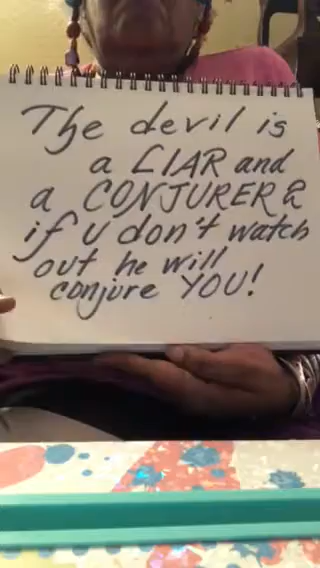 The devil is
a LIAR and
a CONJURER &
if u don't watch
out he will
conjure YOU!